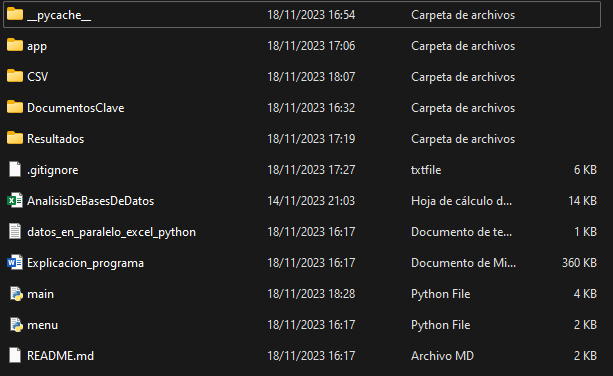 __pycache__ 18/11/2023 16:54 Carpeta de archivos
app 18/11/2023 17:06 Carpeta de archivos
CSV 18/11/2023 18:07 Carpeta de archivos
DocumentosClave 18/11/2023 16:32 Carpeta de archivos
Resultados 18/11/2023 17:19 Carpeta de archivos
.gitignore 18/11/2023 17:27 txtfile 6 KB
AnalisisDeBasesDeDatos 14/11/2023 21:03 Hoja de cálculo d... 14 KB
datos_en_paralelo_excel_python 18/11/2023 16:17 Documento de te... 1 KB
Explicacion_programa 18/11/2023 16:17 Documento de Mi... 360 KB
main 18/11/2023 18:28 Python File 4 KB
menu 18/11/2023 16:17 Python File 2 KB
README.md 18/11/2023 16:17 Archivo MD 2 KB